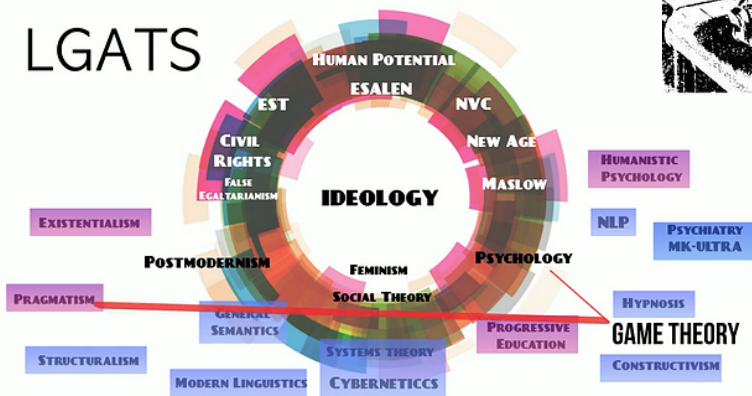 LGATS
HUMAN POTENTIAL
ESALEN
EST
NVC
CIVIL
RIGHTS
NEW AGE
FALSE
EGALTARIANISM
MASLOW
IDEOLOGY
HUMANISTIC
PSYCHOLOGY
EXISTENTIALISM
NLP
PSYCHIATRY
MK-ULTRA
POSTMODERNISM
FEMINISM
PSYCHOLOGY
SOCIAL THEORY
PRAGMATISM
HYPNOSIS
GENERAL
SEMANTICS
PROGRESSIVE
EDUCATION
GAME THEORY
STRUCTURALISM
SYSTEMS THEORY
CONSTRUCTIVISM
MODERN LINGUISTICS
CYBERNETICCS